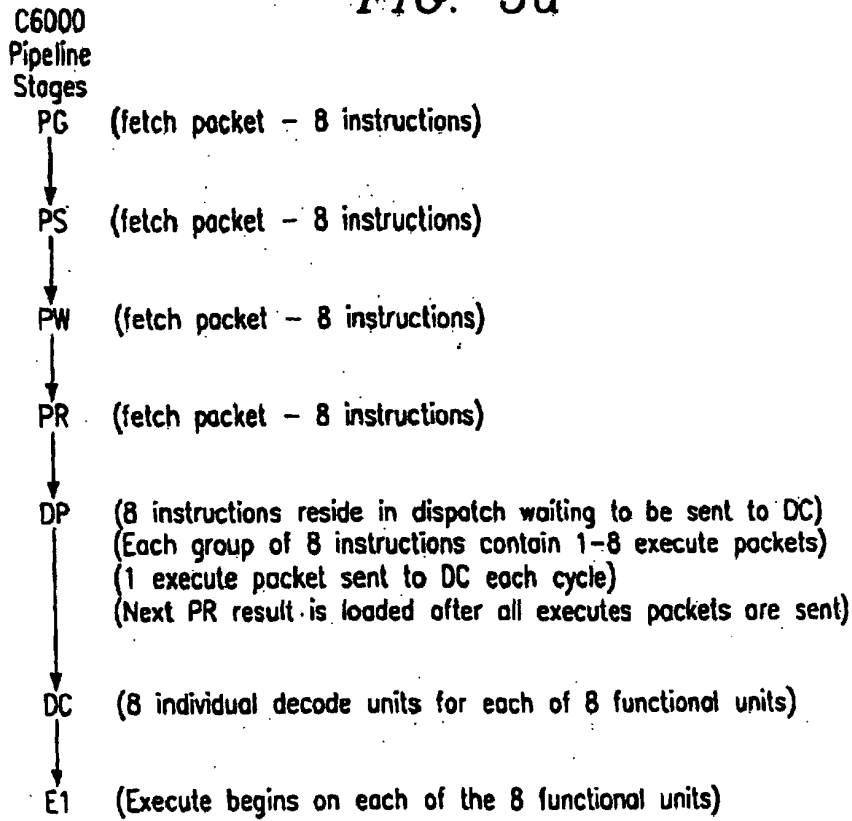 FIG. 3a
C6000
Pipeline
Stages
PG (fetch packet - 8 instructions)
PS (fetch packet - 8 instructions)
PW (fetch packet - 8 instructions)
PR (fetch packet - 8 instructions)
DP (8 instructions reside in dispatch waiting to be sent to DC)
(Each group of 8 instructions contain 1-8 execute packets)
(1 execute packet sent to DC each cycle)
(Next PR result is loaded after all executes packets are sent)
DC (8 individual decode units for each of 8 functional units)
E1 (Execute begins on each of the 8 functional units)